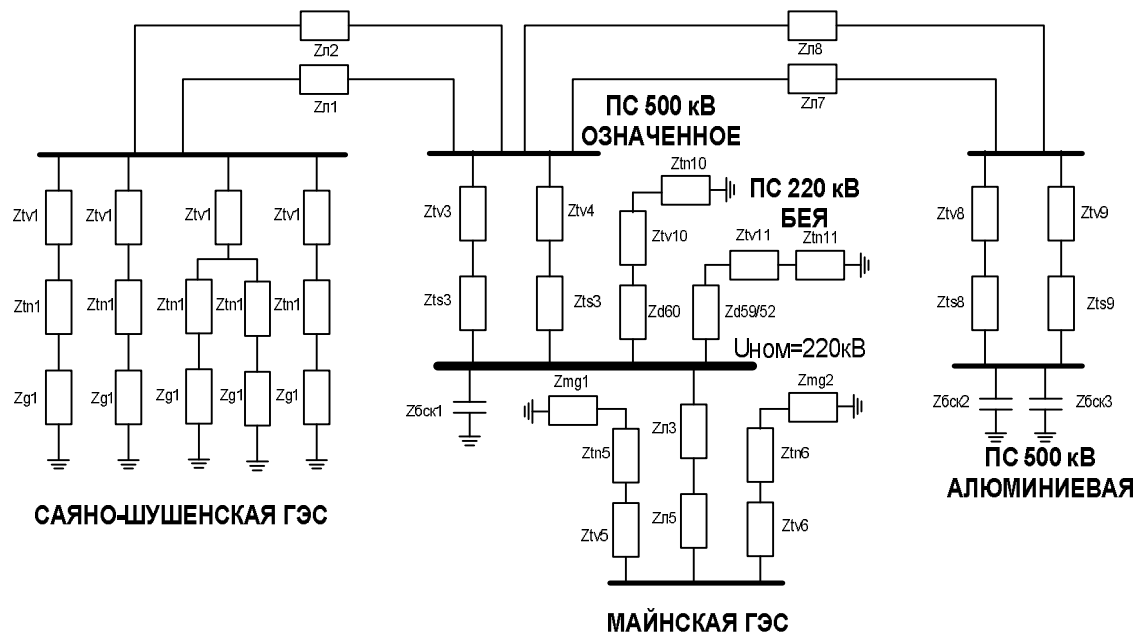 Zл2
Zл1
Zл8
Zл7
ПС 500 кВ
ОЗНАЧЕННОЕ
Ztn10
ПС 220 кВ
БЕЯ
Ztv1
Ztv1
Ztv1
Ztv1
Ztv3
Ztv4
Ztv10
Ztv11
Ztn11
Ztv8
Ztv9
Ztn1
Ztn1
Ztn1
Ztn1
Ztn1
Zts3
Zts3
Zd60
Zd59/52
Zts8
Zts9
Uном=220кВ
Zg1
Zg1
Zg1
Zg1
Zg1
Zбск1
Zmg1
Zmg2
Zбск2
Zбск3
Zл3
Ztn5
Ztn6
ПС 500 кВ
АЛЮМИНИЕВАЯ
САЯНО-ШУШЕНСКАЯ ГЭС
Ztv5
Zл5
Ztv6
МАЙНСКАЯ ГЭС